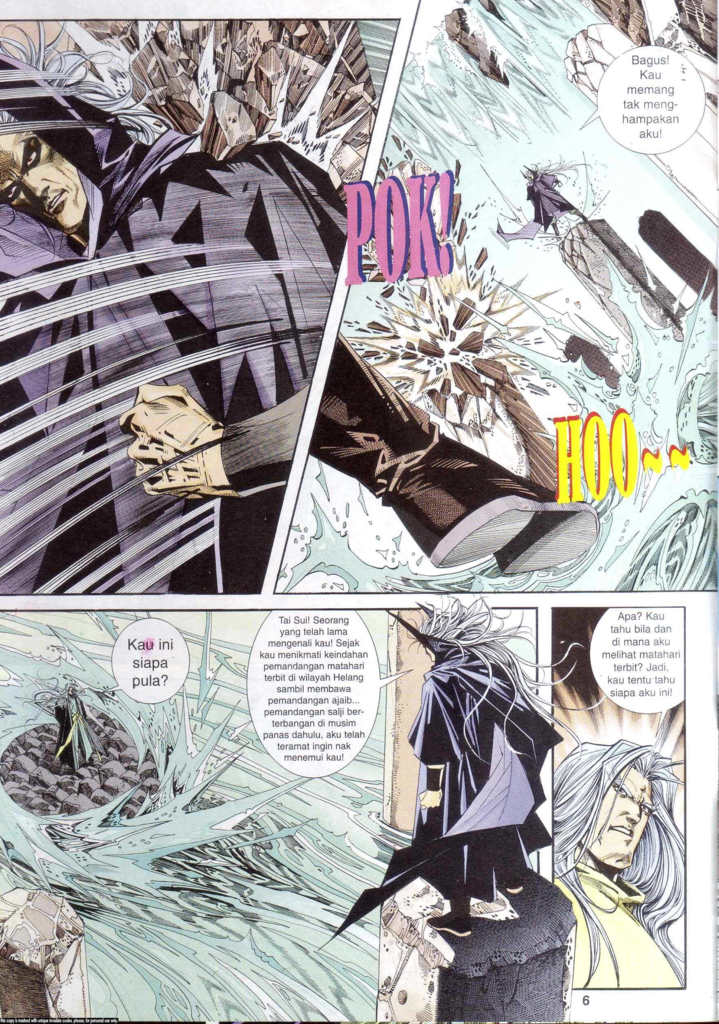 Bagus!
Kau
memang
tak meng-
hampakan
aku!
POK!
HOO~~
Kau ini
siapa
pula?
Tai Sui! Seorang
yang telah lama
mengenali kau! Sejak
kau menikmati keindahan
pemandangan matahari
terbit di wilayah Helang
sambil membawa
pemandangan ajaib...
pemandangan salji ber-
terbangan di musim
panas dahulu, aku telah
teramat ingin nak
menemui kau!
Apa? Kau
tahu bila dan
di mana aku
melihat matahari
terbit? Jadi,
kau tentu tahu
siapa aku ini!
6